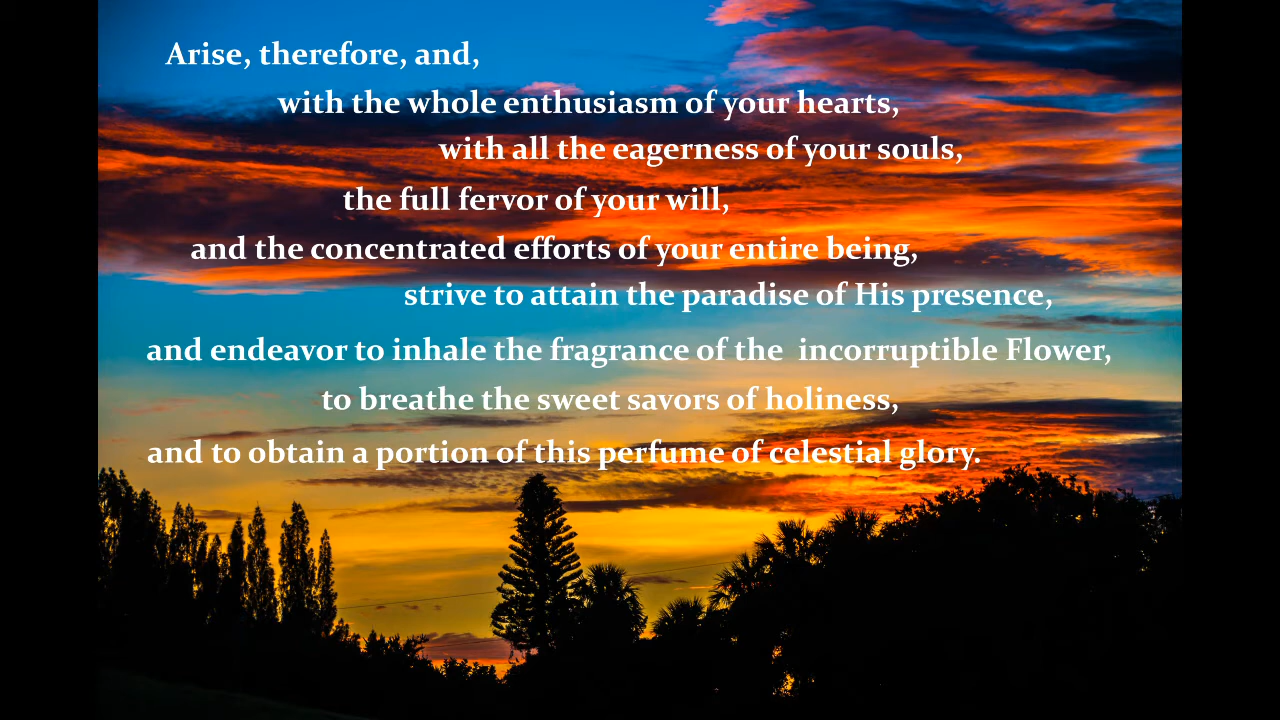 Arise, therefore, and,
with the whole enthusiasm of your hearts,
with all the eagerness of your souls,
the full fervor of your will,
and the concentrated efforts of your entire being,
strive to attain the paradise of His presence,
and endeavor to inhale the fragrance of the  incorruptible Flower,
to breathe the sweet savors of holiness,
and to obtain a portion of this perfume of celestial glory.